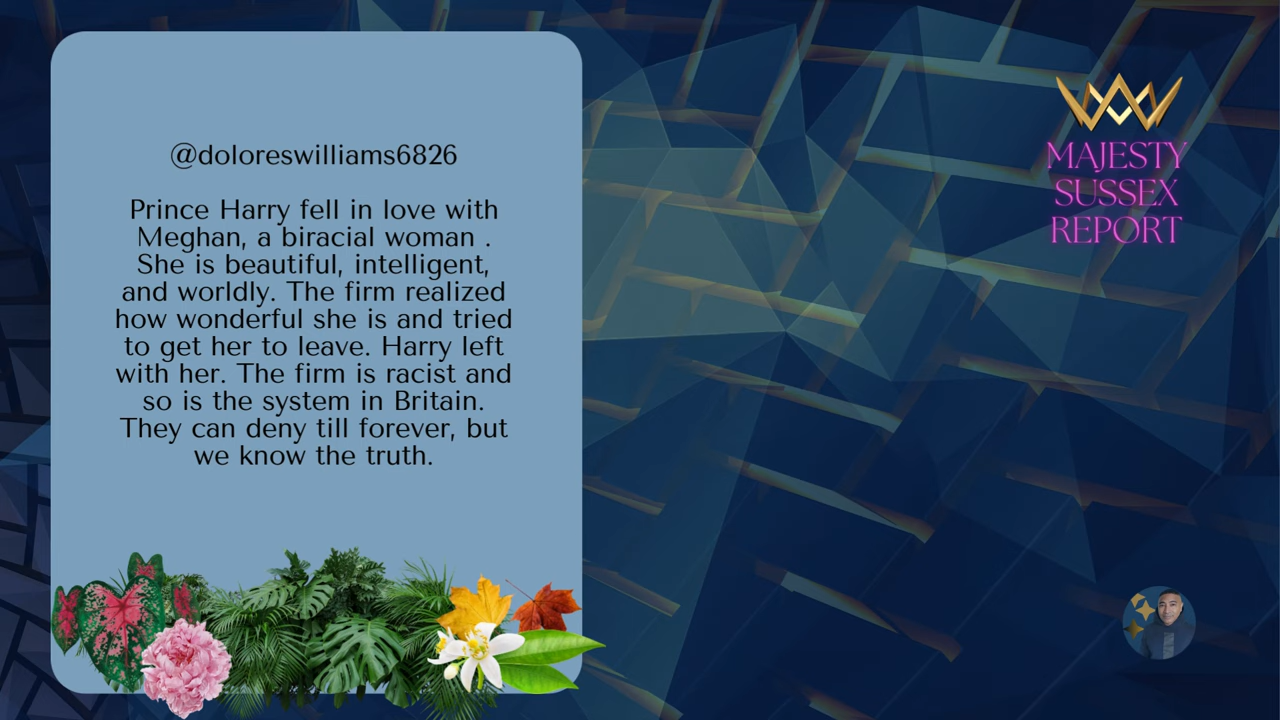 @doloreswilliams6826
Prince Harry fell in love with
Meghan, a biracial woman .
She is beautiful, intelligent,
and worldly. The firm realized
how wonderful she is and tried
to get her to leave. Harry left
with her. The firm is racist and
so is the system in Britain.
They can deny till forever, but
we know the truth.
MAJESTY
SUSSEX
REPORT